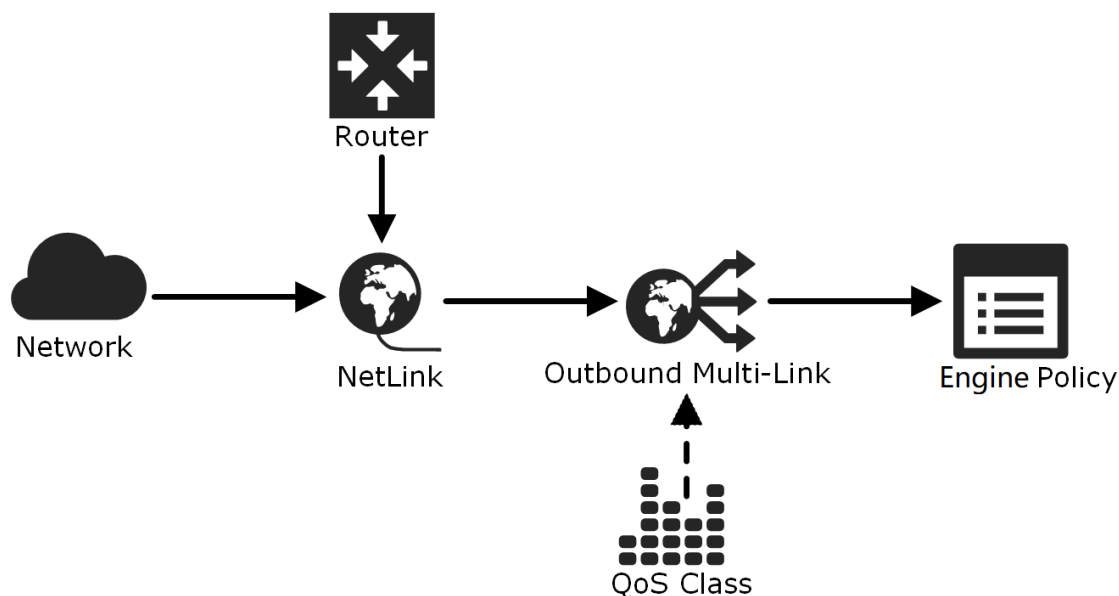 Router
Network
NetLink
Outbound Multi-Link
Engine Policy
QoS Class